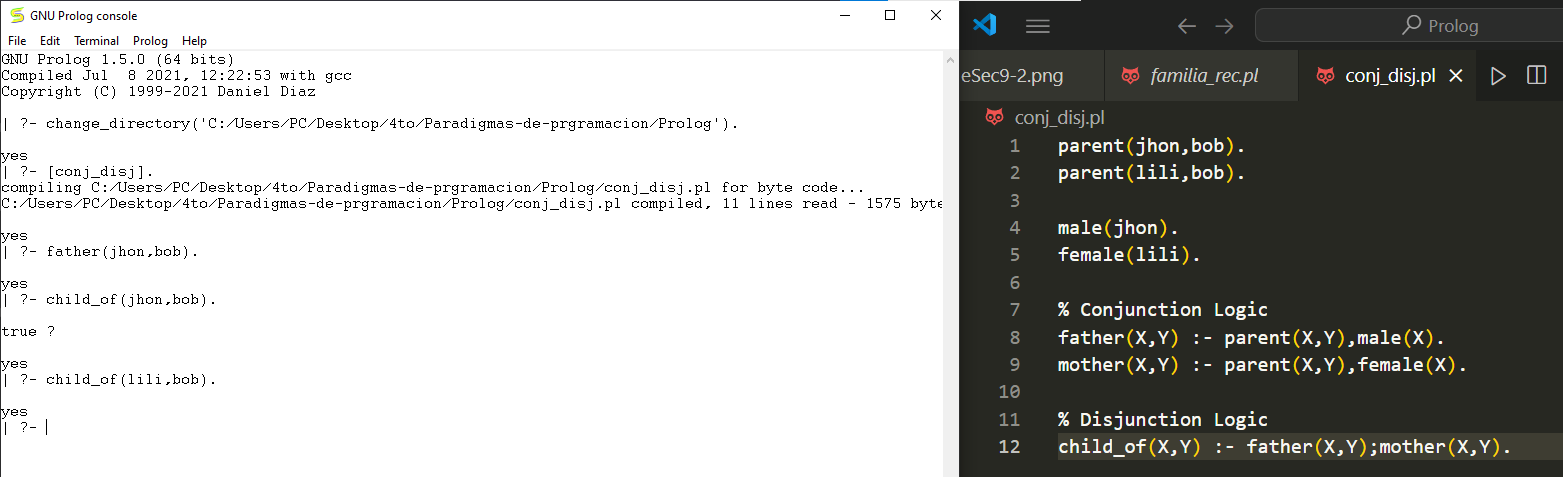 GNU Prolog console
File Edit Terminal Prolog Help
GNU Prolog 1.5.0 (64 bits)
Compiled Jul  8 2021, 12:22:53 with gcc
Copyright (C) 1999-2021 Daniel Diaz
| ?- change_directory('C:/Users/PC/Desktop/4to/Paradigmas-de-prgramacion/Prolog').
yes
| ?- [conj_disj].
compiling C:/Users/PC/Desktop/4to/Paradigmas-de-prgramacion/Prolog/conj_disj.pl for byte code...
C:/Users/PC/Desktop/4to/Paradigmas-de-prgramacion/Prolog/conj_disj.pl compiled, 11 lines read - 1575 byte
yes
| ?- father(jhon,bob).
yes
| ?- child_of(jhon,bob).
true ?
yes
| ?- child_of(lili,bob).
yes
| ?-
Prolog
eSec9-2.png familia_rec.pl conj_disj.pl
conj_disj.pl
1 parent(jhon,bob).
2 parent(lili,bob).
3
4 male(jhon).
5 female(lili).
6
7 % Conjunction Logic
8 father(X,Y) :- parent(X,Y),male(X).
9 mother(X,Y) :- parent(X,Y),female(X).
10
11 % Disjunction Logic
12 child_of(X,Y) :- father(X,Y);mother(X,Y).